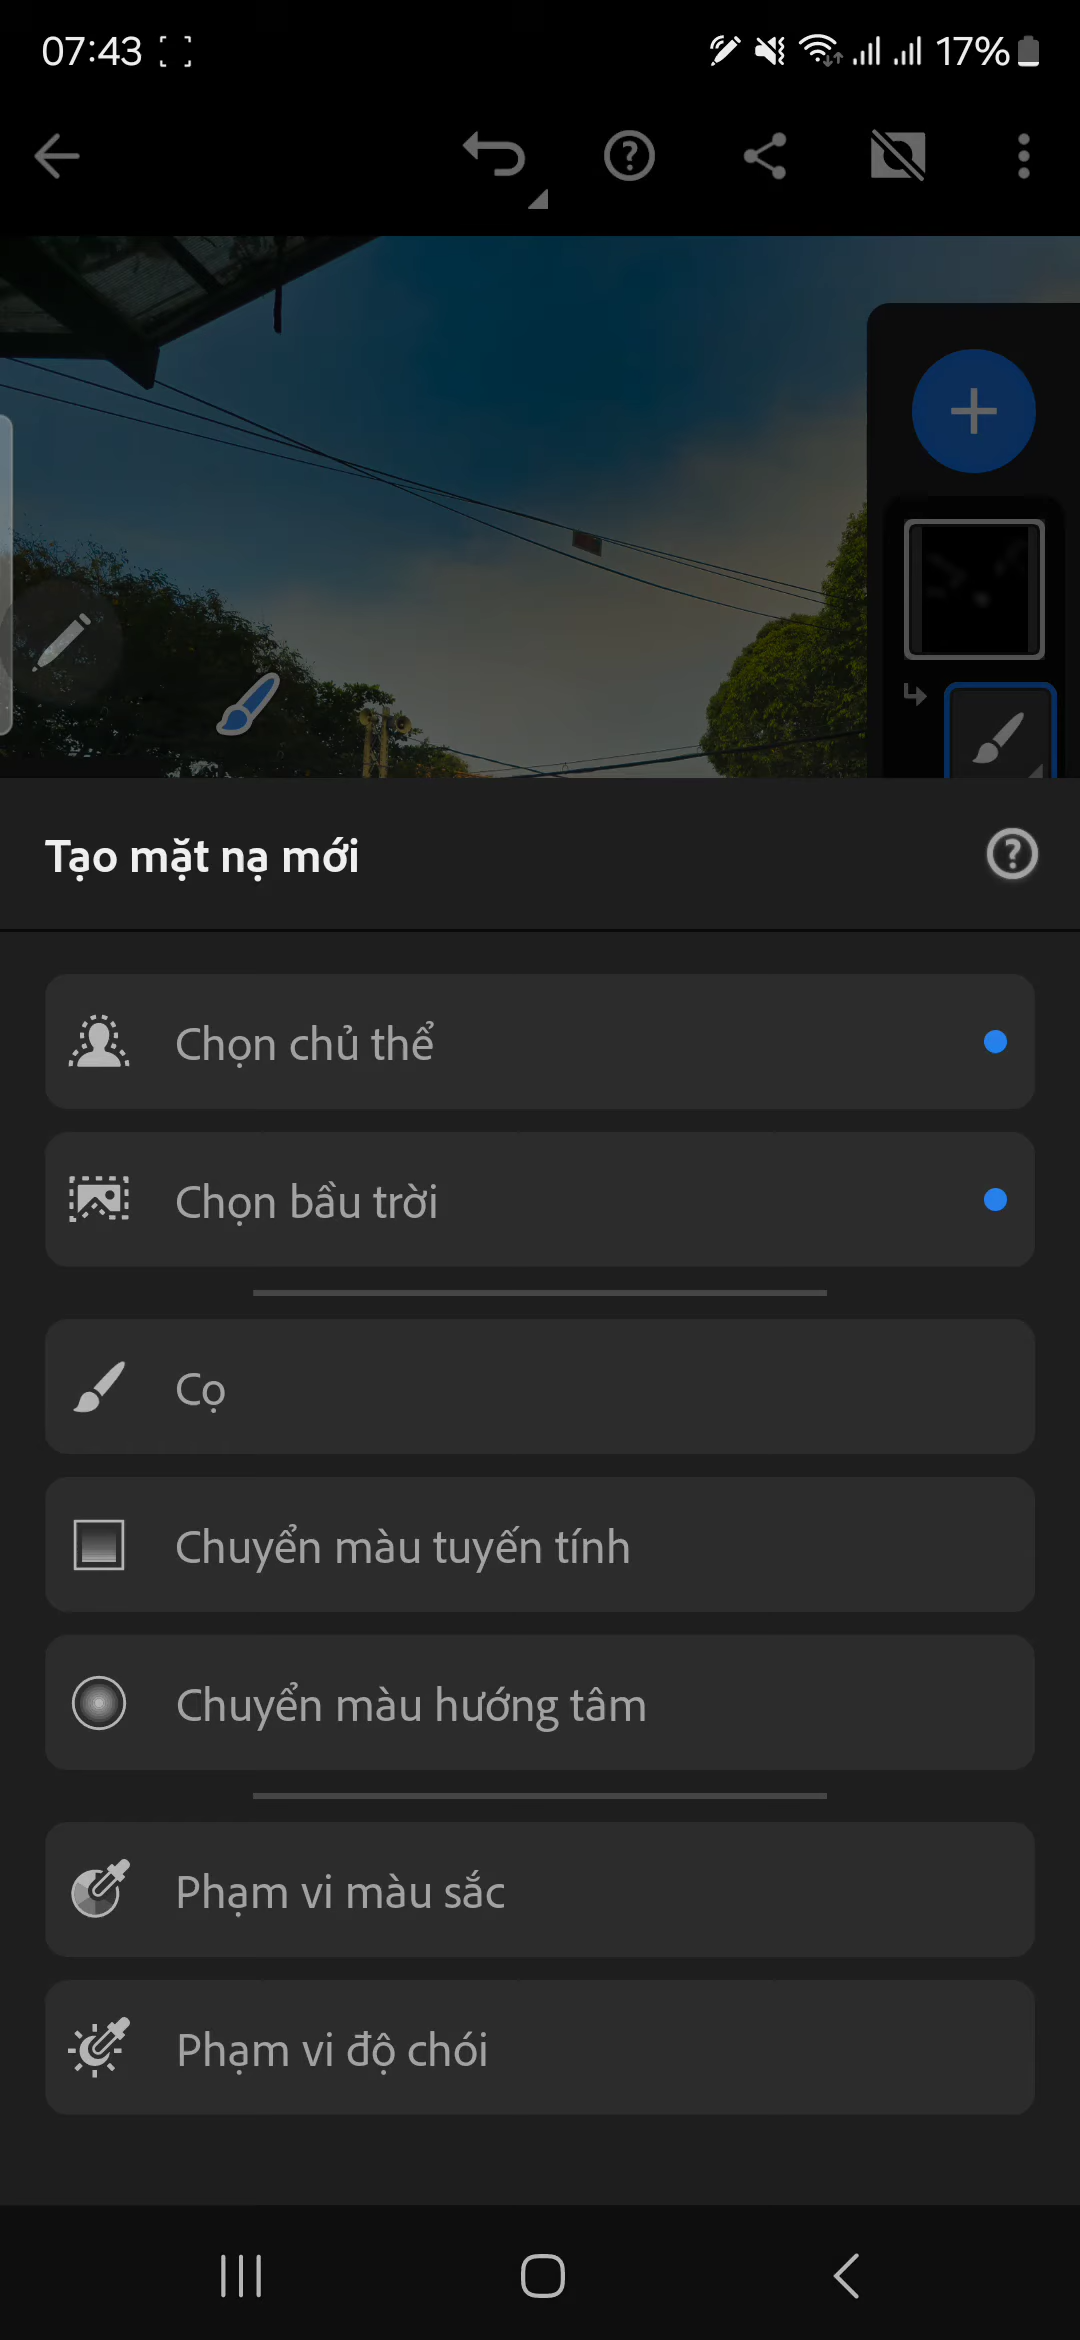 07:43
17%
Tạo mặt nạ mới
Chọn chủ thể
Chọn bầu trời
Cọ
Chuyển màu tuyến tính
Chuyển màu hướng tâm
Phạm vi màu sắc
Phạm vi độ chói